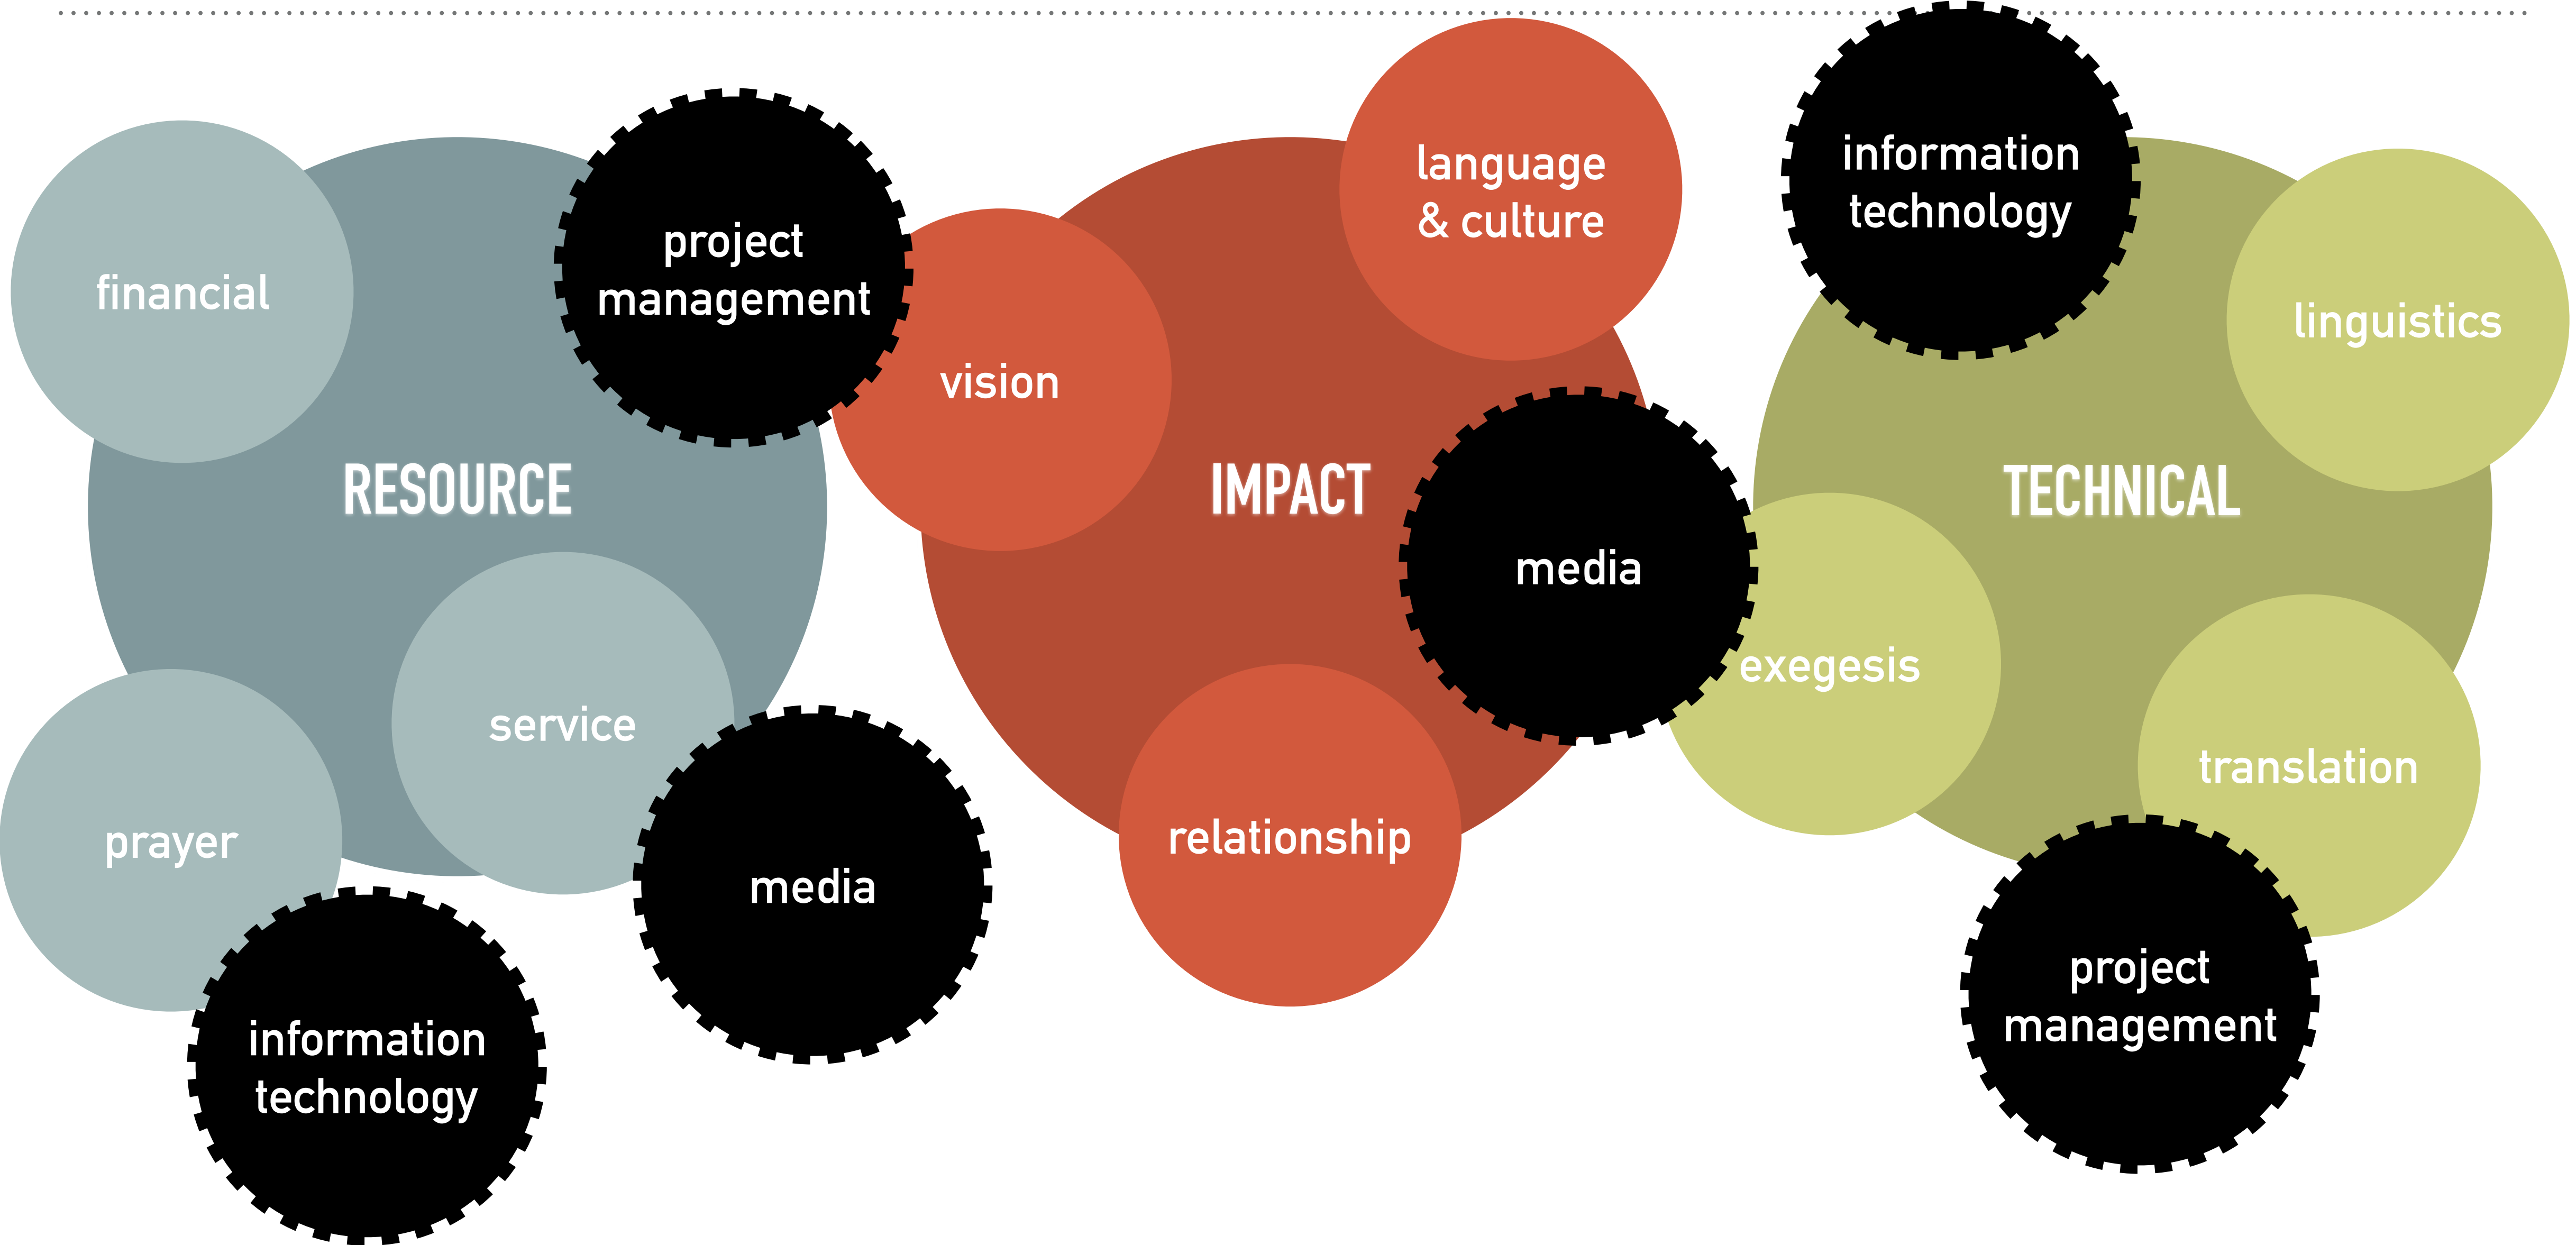 financial
project
management
RESOURCE
service
prayer
media
information
technology
vision
language
& culture
IMPACT
media
relationship
information
technology
linguistics
TECHNICAL
exegesis
translation
project
management